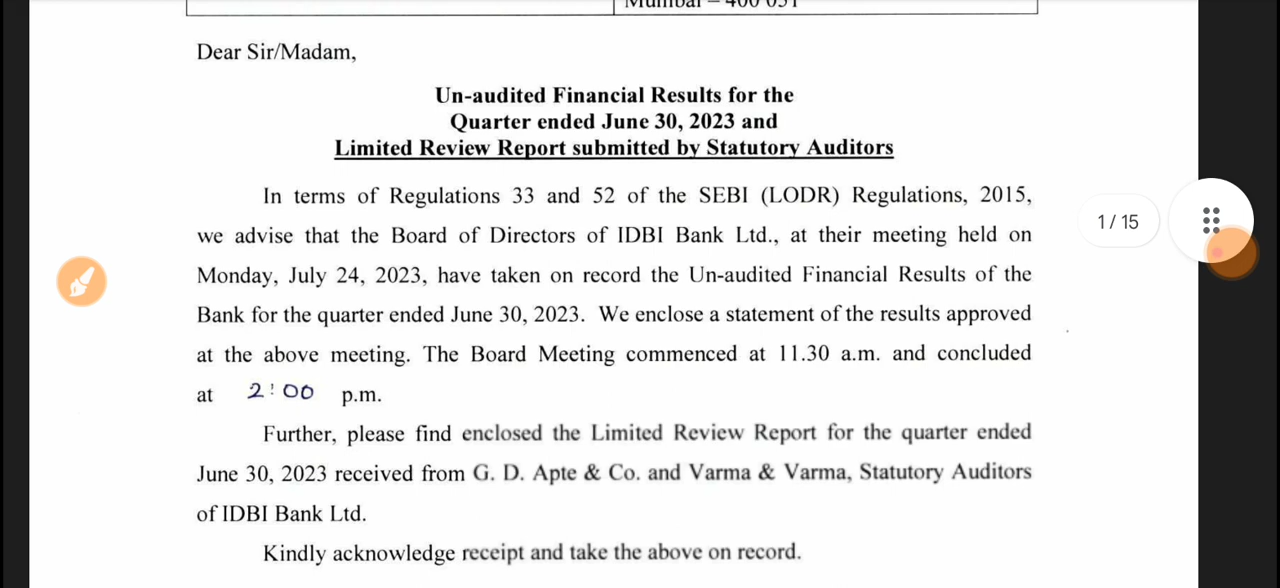 Mumbai – 400 051
Dear Sir/Madam,
Un-audited Financial Results for the
Quarter ended June 30, 2023 and
Limited Review Report submitted by Statutory Auditors
In terms of Regulations 33 and 52 of the SEBI (LODR) Regulations, 2015,
we advise that the Board of Directors of IDBI Bank Ltd., at their meeting held on
Monday, July 24, 2023, have taken on record the Un-audited Financial Results of the
Bank for the quarter ended June 30, 2023. We enclose a statement of the results approved
at the above meeting. The Board Meeting commenced at 11.30 a.m. and concluded
at 2:00 p.m.
Further, please find enclosed the Limited Review Report for the quarter ended
June 30, 2023 received from G. D. Apte & Co. and Varma & Varma, Statutory Auditors
of IDBI Bank Ltd.
Kindly acknowledge receipt and take the above on record.
1 / 15